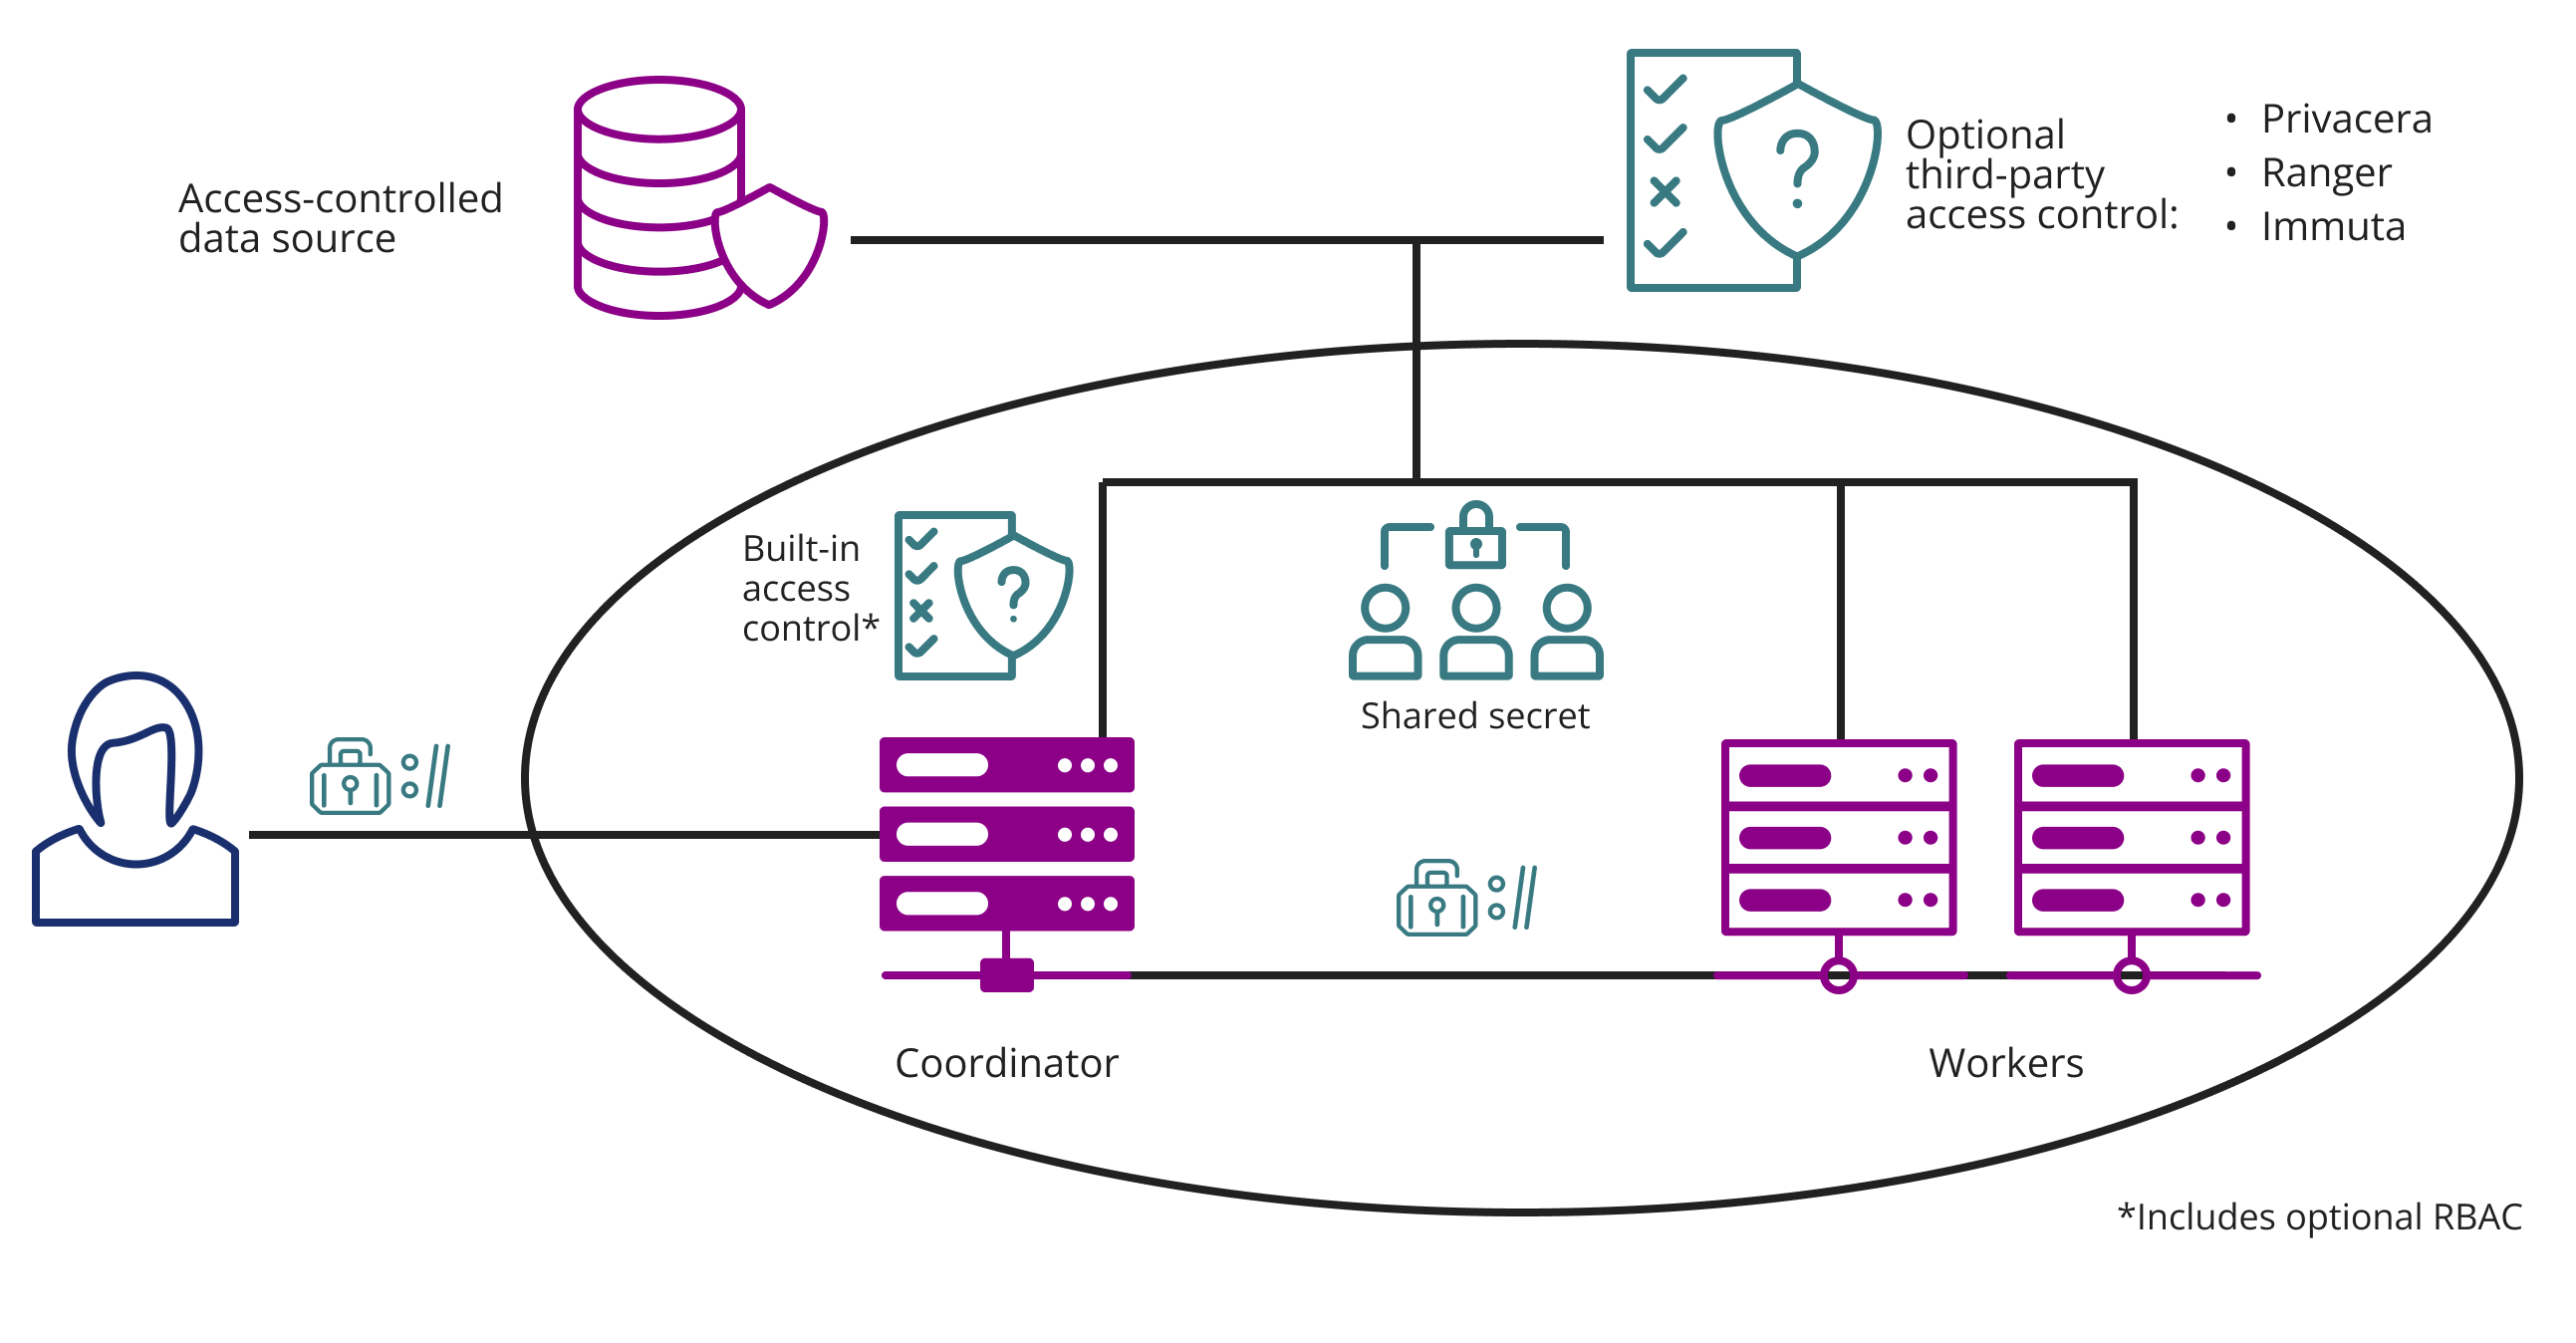 Access-controlled
data source
Optional
third-party
access control:
• Privacera
• Ranger
• Immuta
Built-in
access
control*
Shared secret
Coordinator
Workers
*Includes optional RBAC